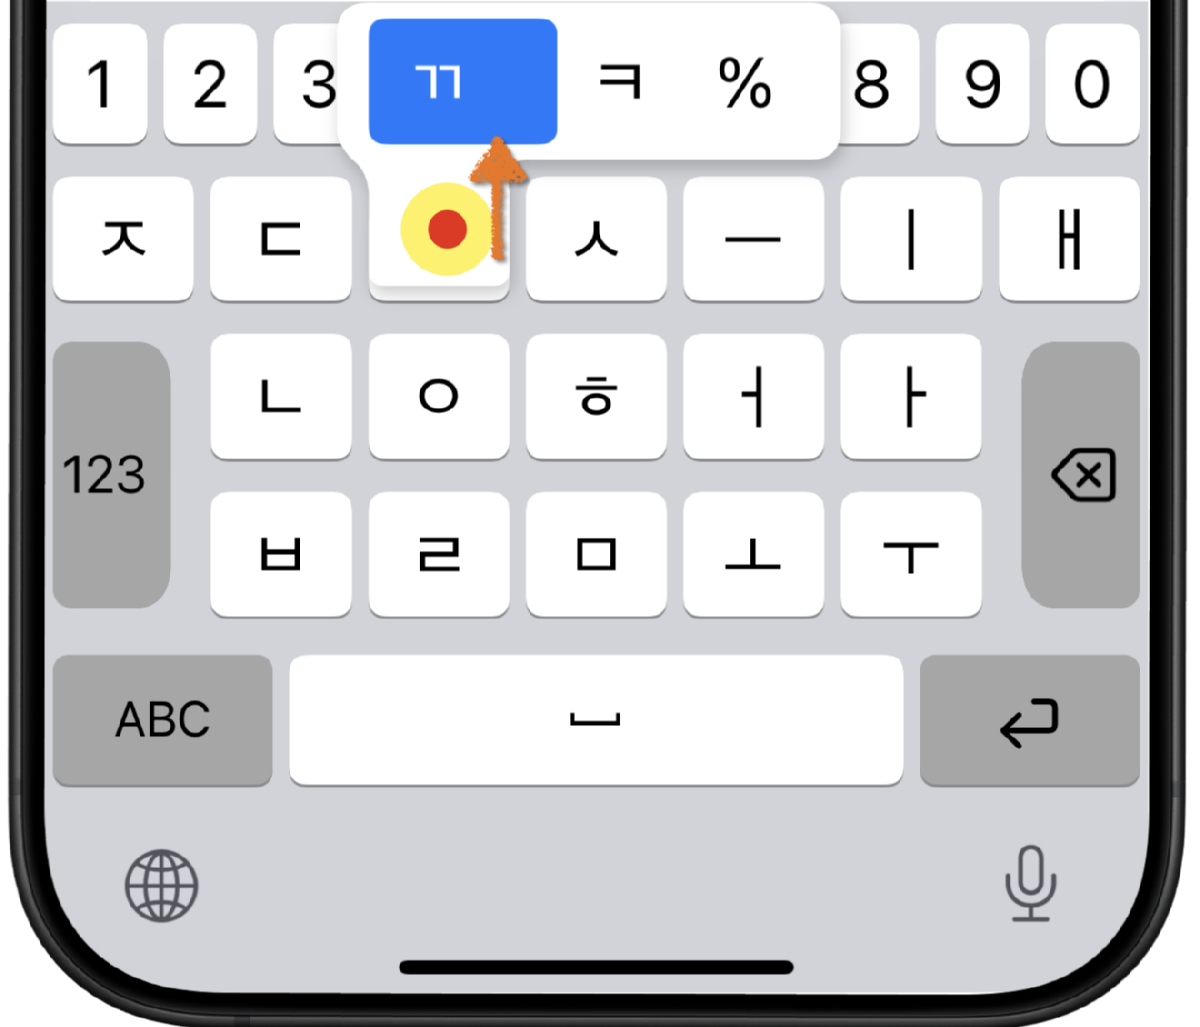 1 2 3 ㄲ ㅋ % 8 9 0
ㅈ ㄷ ㅅ ㅡ ㅣ ㅐ
ㄴ ㅇ ㅎ ㅓ ㅏ
123
ㅂ ㄹ ㅁ ㅗ ㅜ
ABC